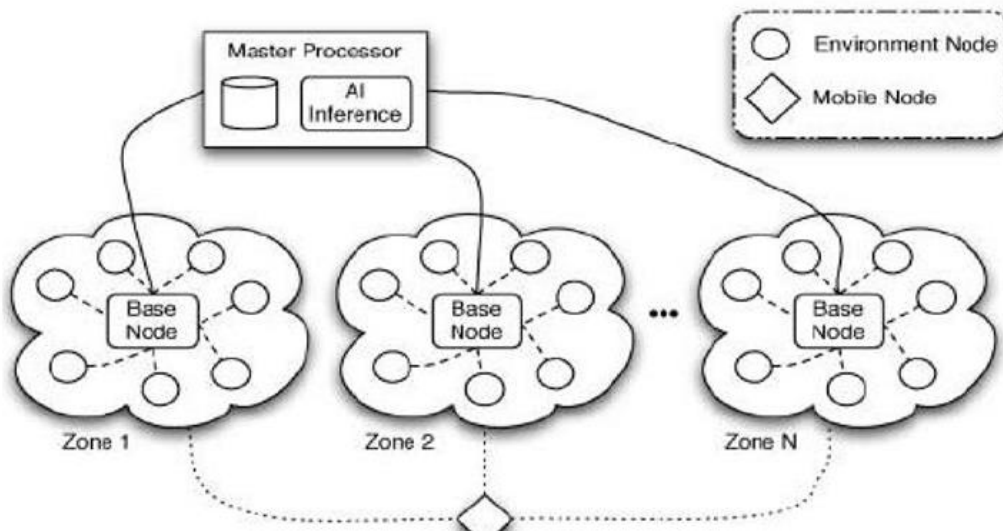 Master Processor
AI
Inference
Environment Node
Mobile Node
Base
Node
Base
Node
•••
Base
Node
Zone 1
Zone 2
Zone N